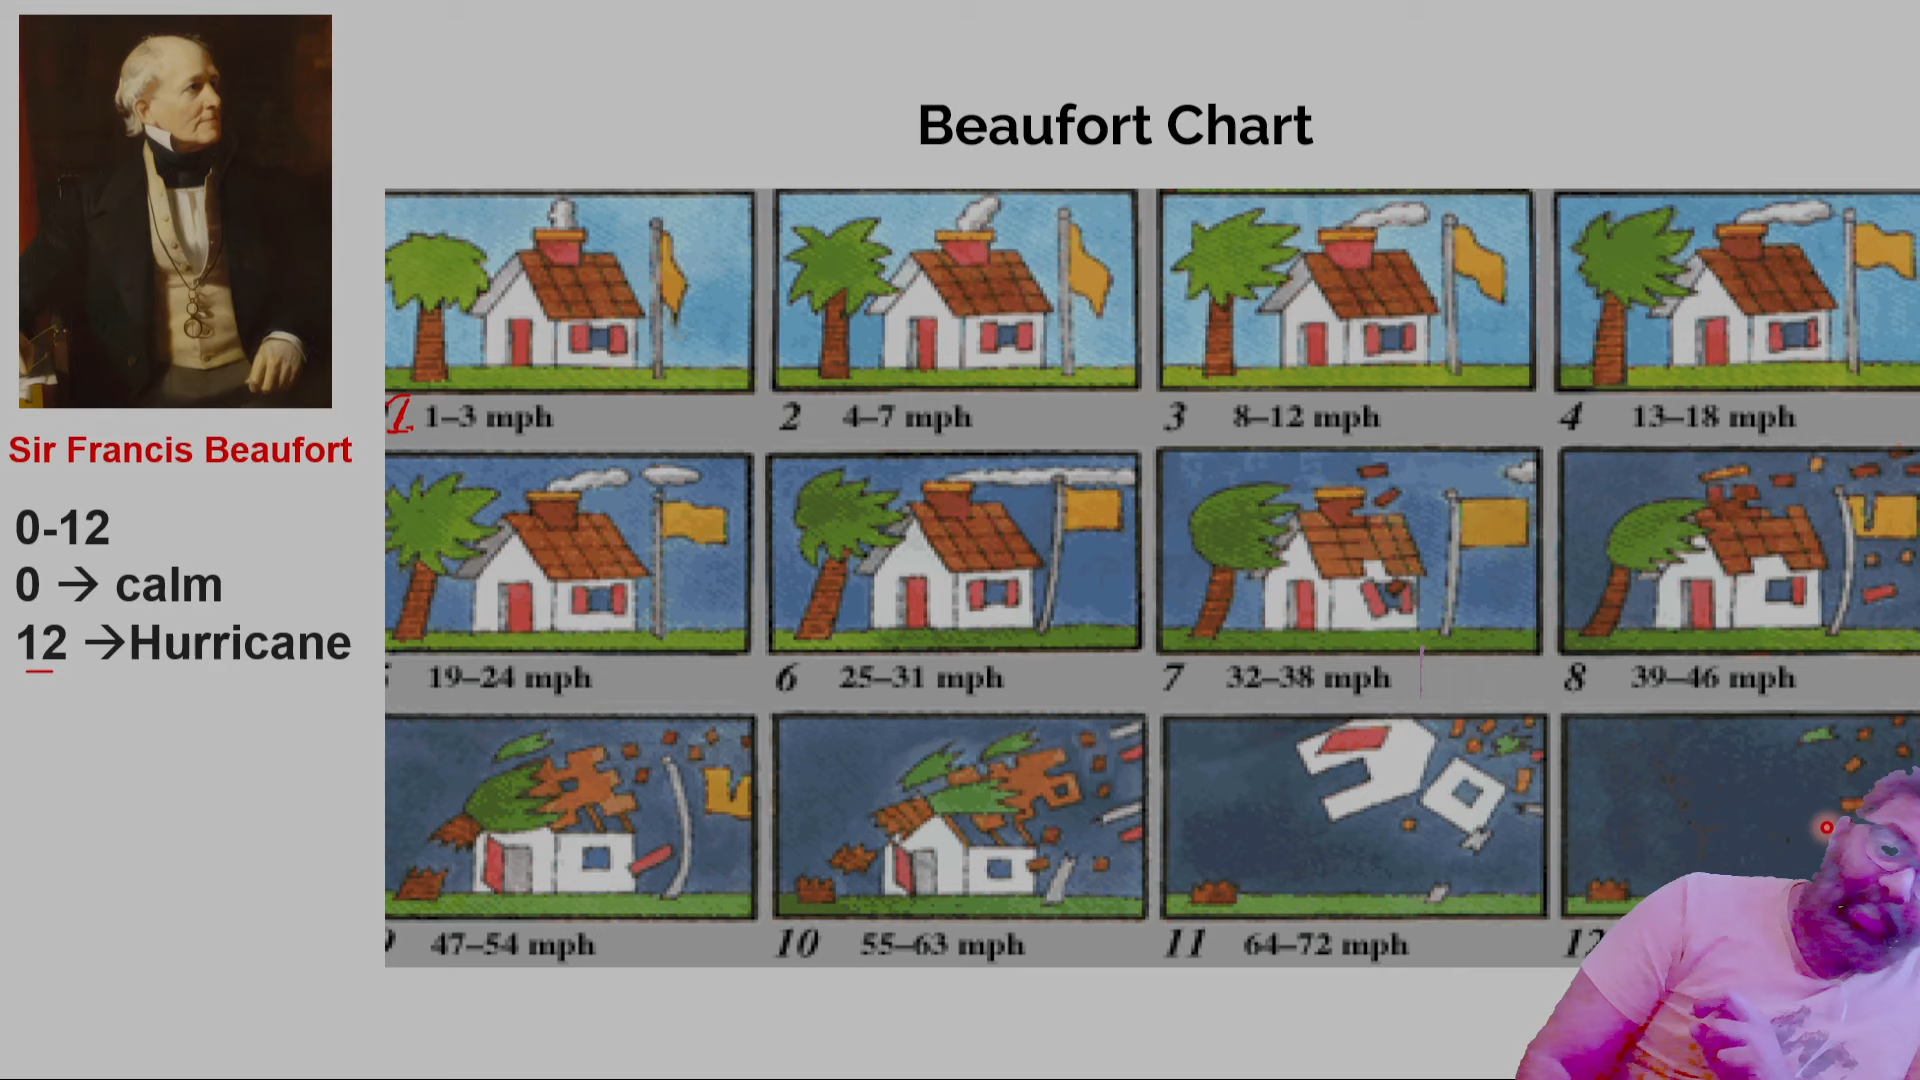 Beaufort Chart
Sir Francis Beaufort
0-12
0 → calm
12 →Hurricane
1 1–3 mph
2 4–7 mph
3 8–12 mph
4 13–18 mph
19–24 mph
6 25–31 mph
7 32–38 mph
8 39–46 mph
47–54 mph
10 55–63 mph
11 64–72 mph
12